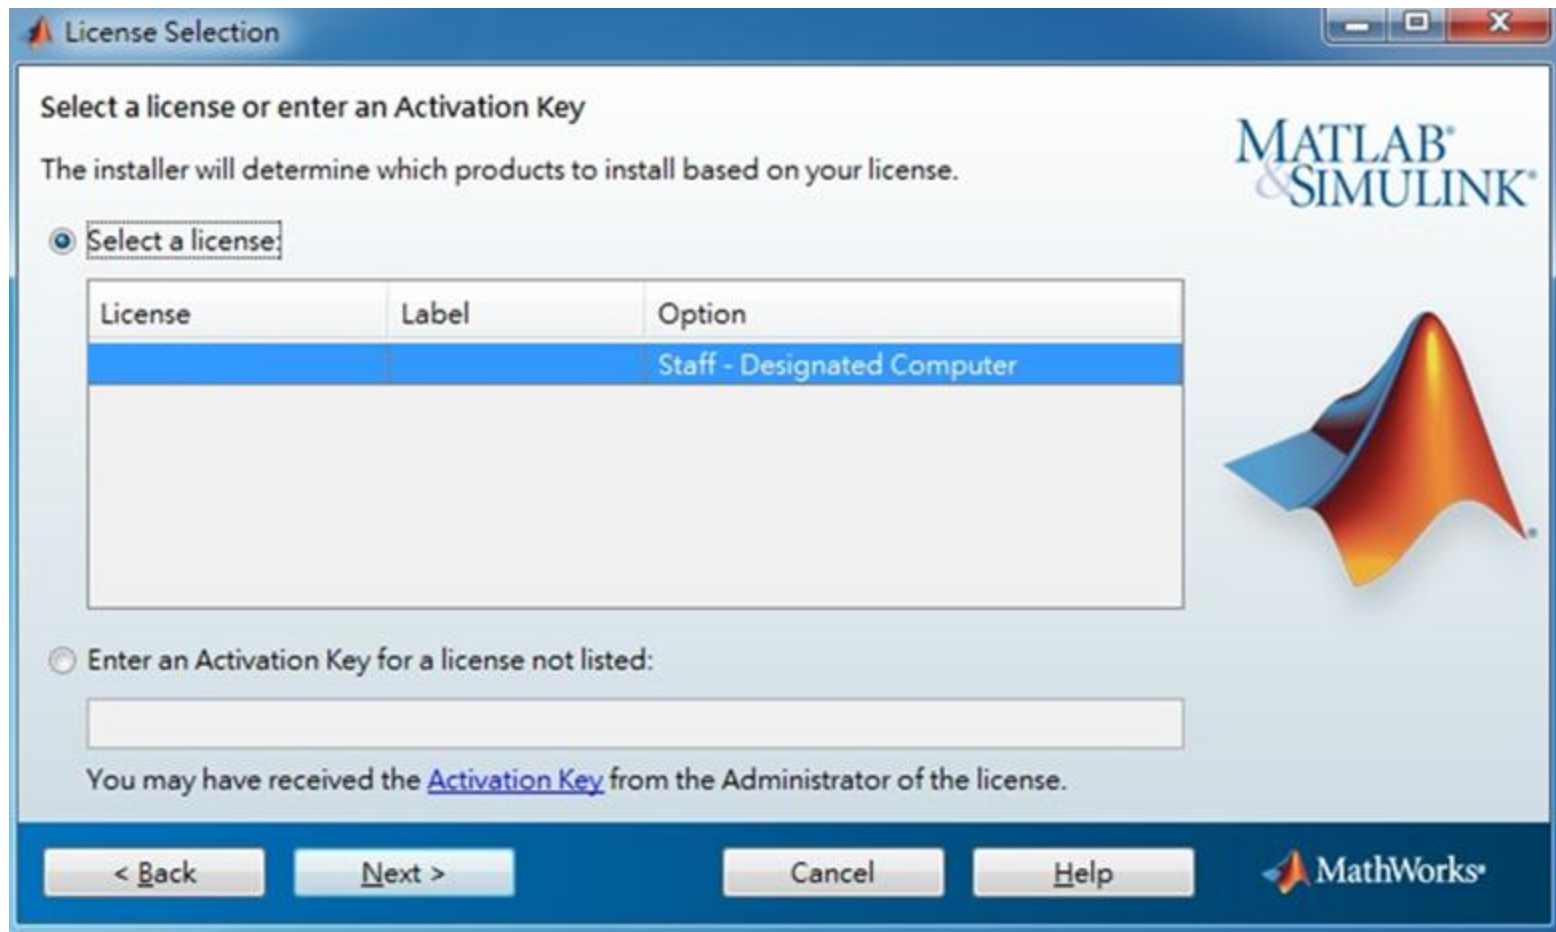 License Selection
Select a license or enter an Activation Key
The installer will determine which products to install based on your license.
MATLAB®
&SIMULINK®
Select a license:
License Label Option
Staff - Designated Computer
Enter an Activation Key for a license not listed:
You may have received the Activation Key from the Administrator of the license.
< Back Next > Cancel Help MathWorks®